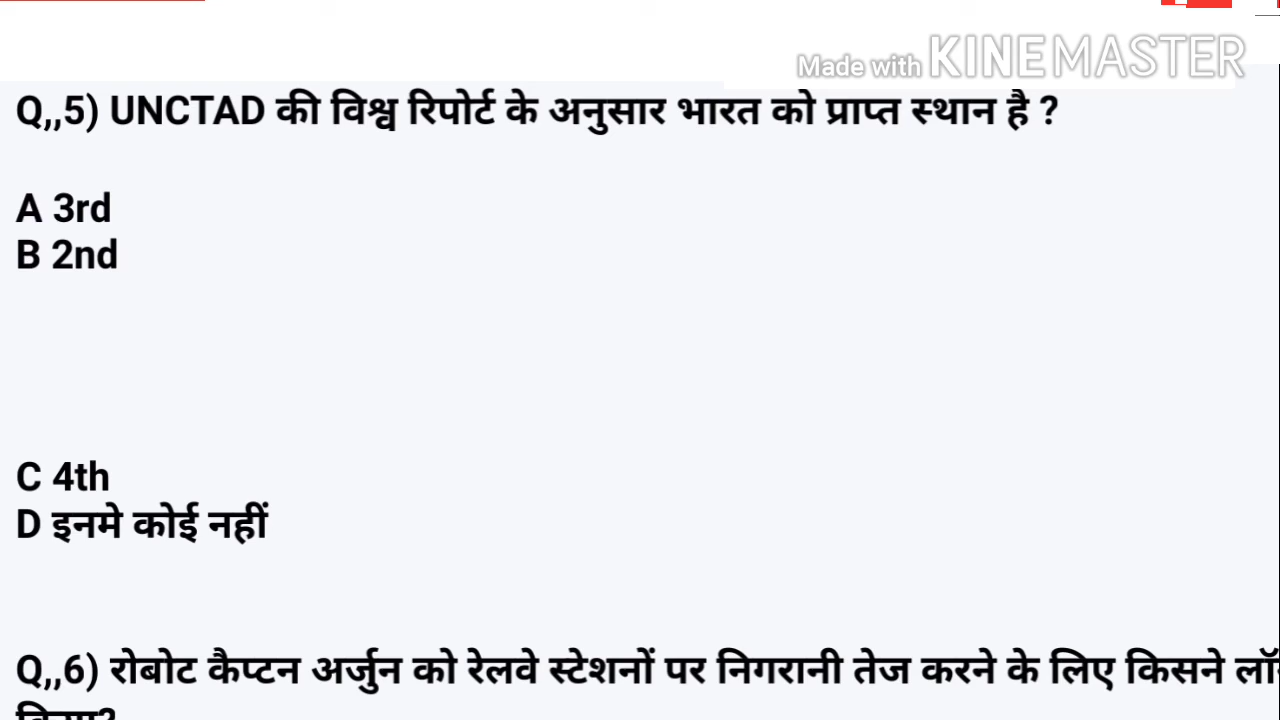 Made with KINEMASTER
Q,,5) UNCTAD की विश्व रिपोर्ट के अनुसार भारत को प्राप्त स्थान है ?
A 3rd
B 2nd
C 4th
D इनमे कोई नहीं
Q,,6) रोबोट कैप्टन अर्जुन को रेलवे स्टेशनों पर निगरानी तेज करने के लिए किसने